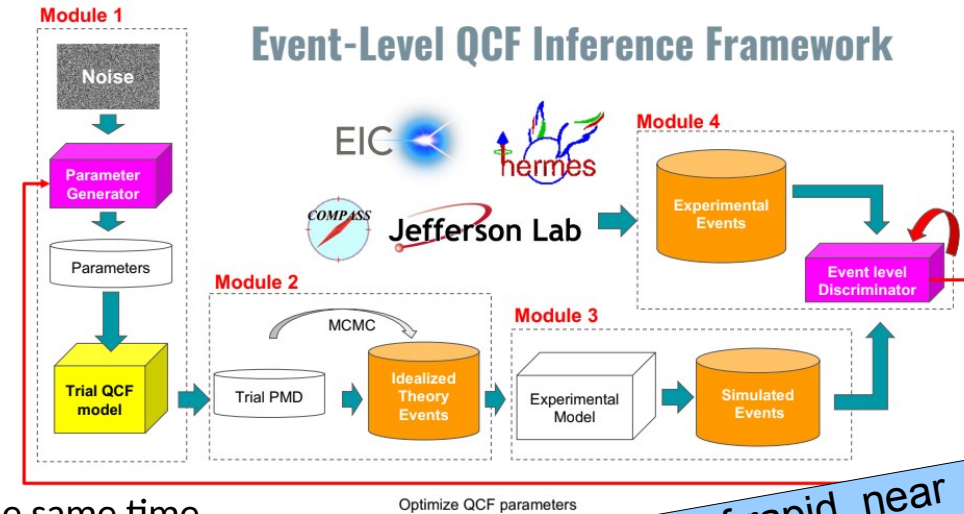 Module 1
Event-Level QCF Inference Framework
Noise
EIC
hermes
Module 4
Parameter
Generator
Experimental
Events
COMPASS
Jefferson Lab
Parameters
Event level
Discriminator
Module 2
MCMC
Module 3
Trial QCF
model
Trial PMD
Idealized
Theory
Events
Experimental
Model
Simulated
Events
Optimize QCF parameters
same time
rapid, near